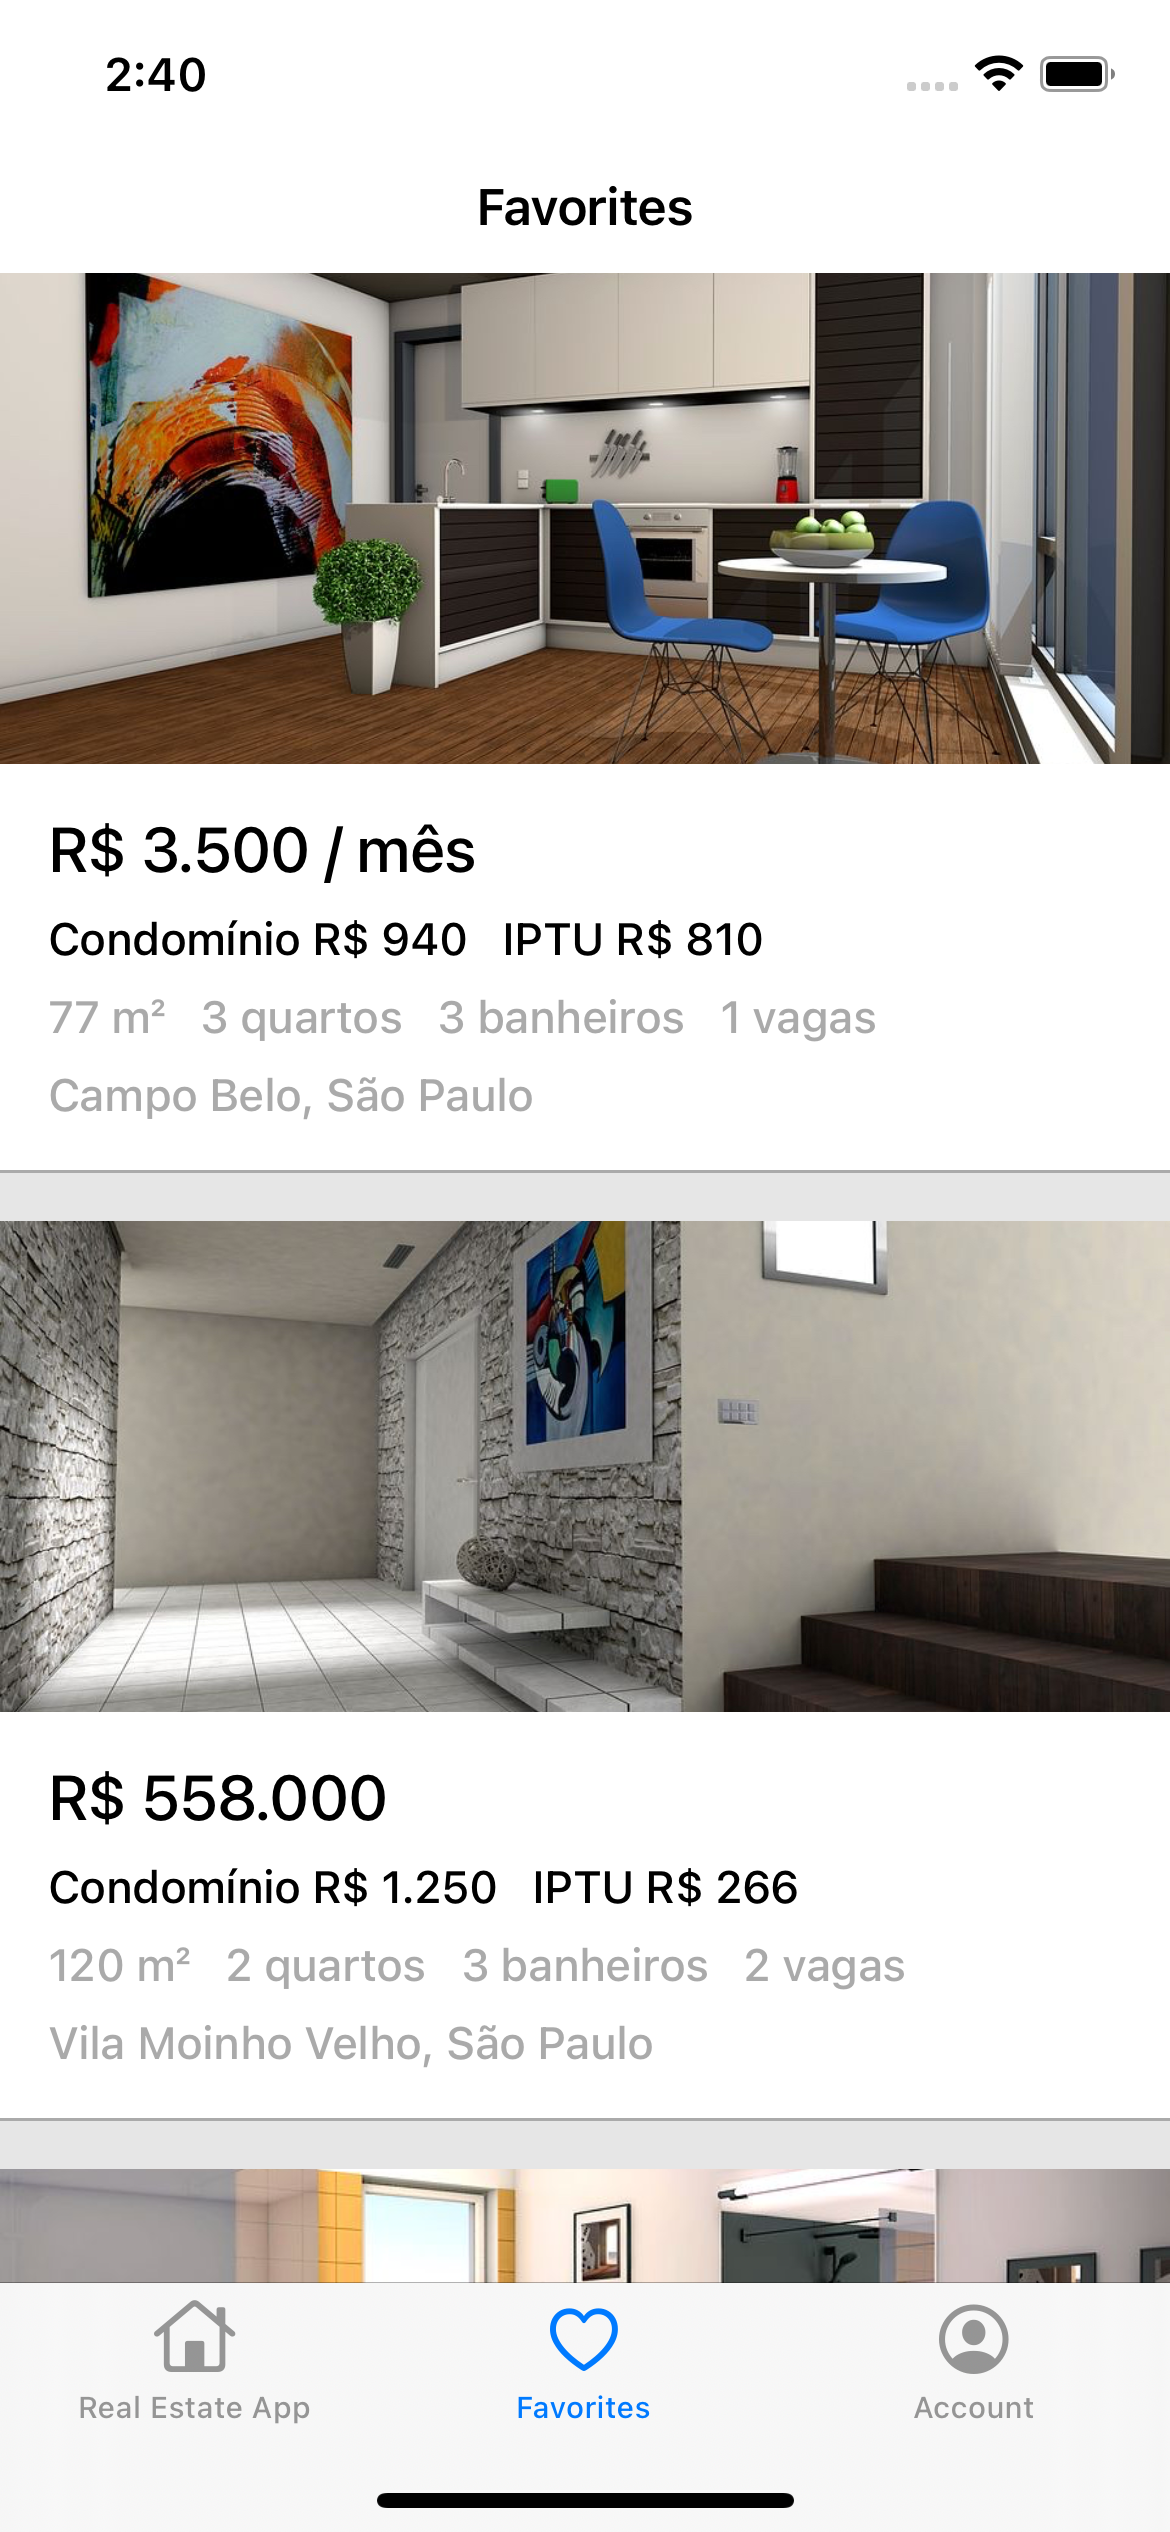 2:40
Favorites
R$ 3.500 / mês
Condomínio R$ 940 IPTU R$ 810
77 m² 3 quartos 3 banheiros 1 vagas
Campo Belo, São Paulo
R$ 558.000
Condomínio R$ 1.250 IPTU R$ 266
120 m² 2 quartos 3 banheiros 2 vagas
Vila Moinho Velho, São Paulo
Real Estate App Favorites Account